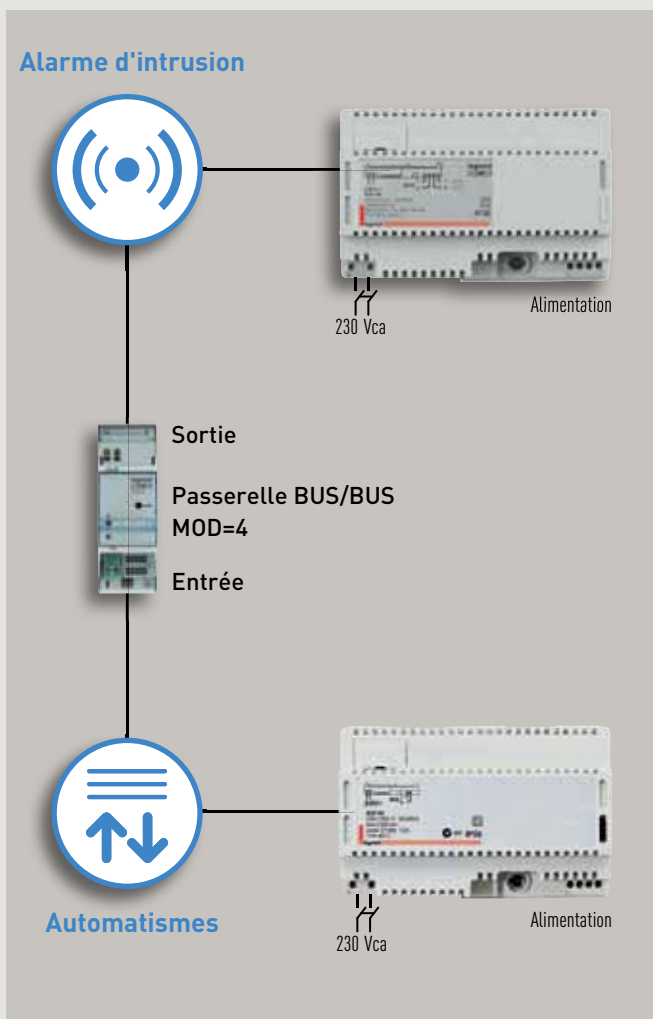 Alarme d'intrusion
Alimentation
230 Vca
Sortie
Passerelle BUS/BUS
MOD=4
Entrée
Automatismes
Alimentation
230 Vca